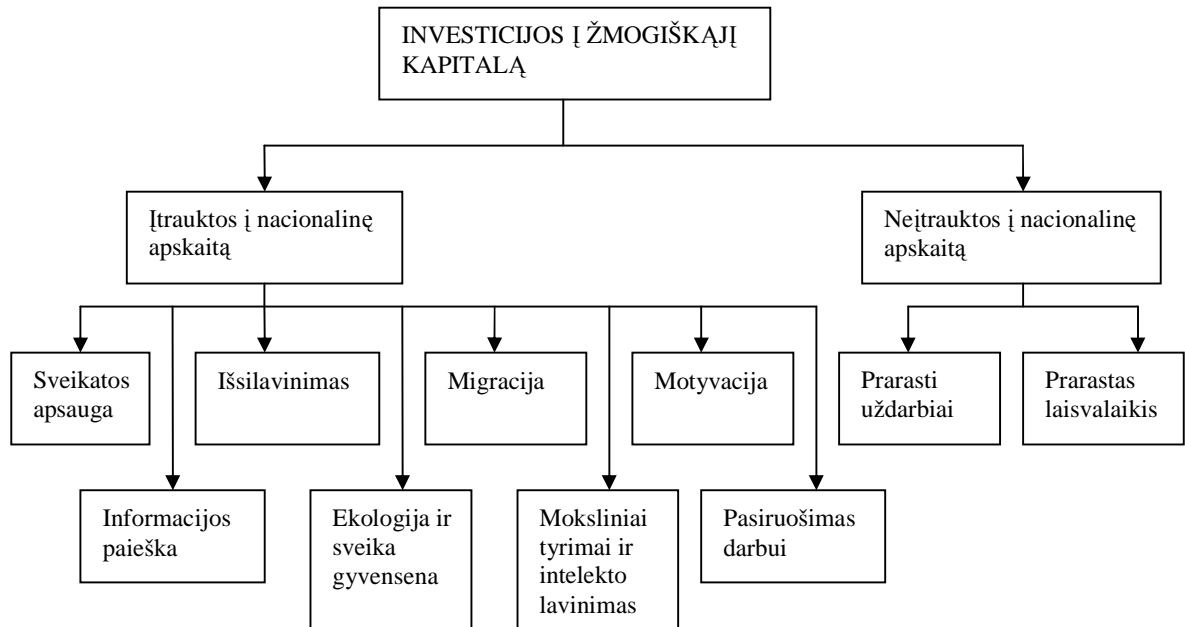 INVESTICIJOS Į ŽMOGIŠKĄJĮ
KAPITALĄ
Įtrauktos į nacionalinę
apskaitą
Neįtrauktos į nacionalinę
apskaitą
Sveikatos
apsauga
Išsilavinimas
Migracija
Motyvacija
Prarasti
uždarbiai
Prarastas
laisvalaikis
Informacijos
paieška
Ekologija ir
sveika
gyvensena
Moksliniai
tyrimai ir
intelekto
lavinimas
Pasiruošimas
darbui